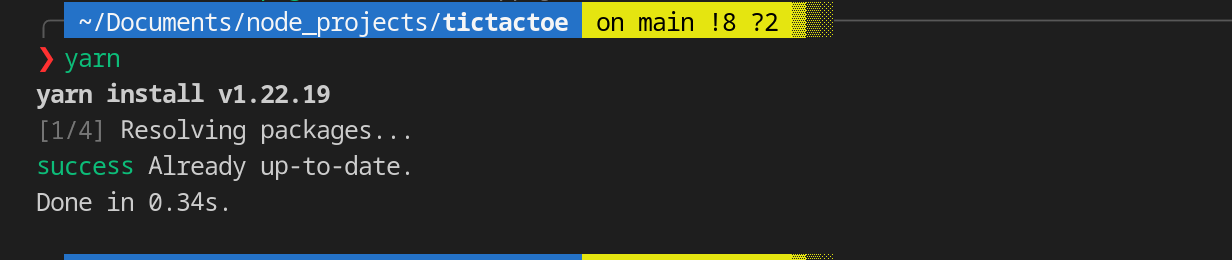 ~/Documents/node_projects/tictactoe on main !8 ?2
❯ yarn
yarn install v1.22.19
[1/4] Resolving packages...
success Already up-to-date.
Done in 0.34s.